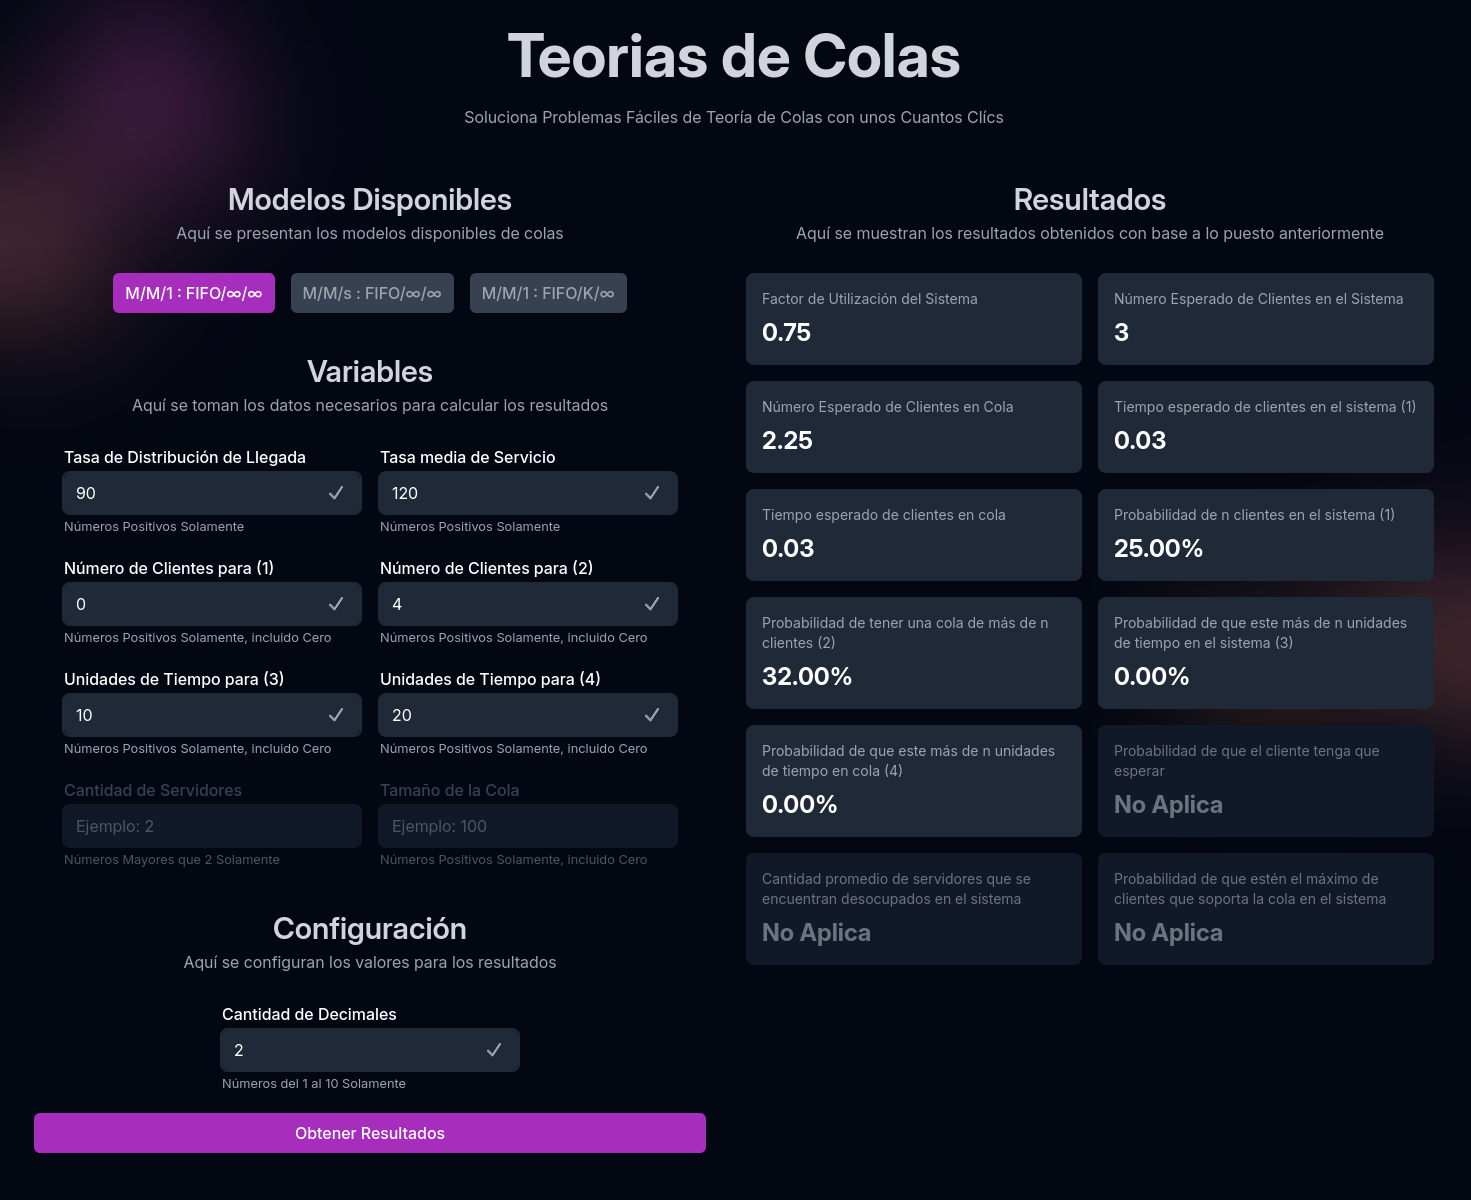 Teorias de Colas
Soluciona Problemas Fáciles de Teoría de Colas con unos Cuantos Clícs
Modelos Disponibles
Aquí se presentan los modelos disponibles de colas
M/M/1 : FIFO/∞/∞
M/M/s : FIFO/∞/∞
M/M/1 : FIFO/K/∞
Variables
Aquí se toman los datos necesarios para calcular los resultados
Tasa de Distribución de Llegada
90
Números Positivos Solamente
Tasa media de Servicio
120
Números Positivos Solamente
Número de Clientes para (1)
0
Números Positivos Solamente, incluido Cero
Número de Clientes para (2)
4
Números Positivos Solamente, incluido Cero
Unidades de Tiempo para (3)
10
Números Positivos Solamente, incluido Cero
Unidades de Tiempo para (4)
20
Números Positivos Solamente, incluido Cero
Cantidad de Servidores
Ejemplo: 2
Números Mayores que 2 Solamente
Tamaño de la Cola
Ejemplo: 100
Números Positivos Solamente, incluido Cero
Configuración
Aquí se configuran los valores para los resultados
Cantidad de Decimales
2
Números del 1 al 10 Solamente
Obtener Resultados
Resultados
Aquí se muestran los resultados obtenidos con base a lo puesto anteriormente
Factor de Utilización del Sistema
0.75
Número Esperado de Clientes en el Sistema
3
Número Esperado de Clientes en Cola
2.25
Tiempo esperado de clientes en el sistema (1)
0.03
Tiempo esperado de clientes en cola
0.03
Probabilidad de n clientes en el sistema (1)
25.00%
Probabilidad de tener una cola de más de n
clientes (2)
32.00%
Probabilidad de que este más de n unidades
de tiempo en el sistema (3)
0.00%
Probabilidad de que este más de n unidades
de tiempo en cola (4)
0.00%
Probabilidad de que el cliente tenga que
esperar
No Aplica
Cantidad promedio de servidores que se
encuentran desocupados en el sistema
No Aplica
Probabilidad de que estén el máximo de
clientes que soporta la cola en el sistema
No Aplica